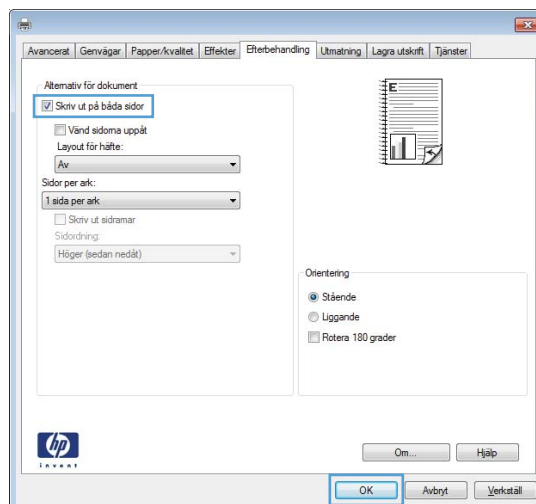 Avancerat Genvägar Papper/kvalitet Effekter Efterbehandling Utmatning Lagra utskrift Tjänster
Alternativ för dokument
Skriv ut på båda sidor
Vänd sidorna uppåt
Layout för häfte:
Av
Sidor per ark:
1 sida per ark
Skriv ut sidramar
Sidordning:
Höger (sedan nedåt)
E
Orientering
Stående
Liggande
Rotera 180 grader
hp
invent
Om... Hjälp
OK Avbryt Verkställ